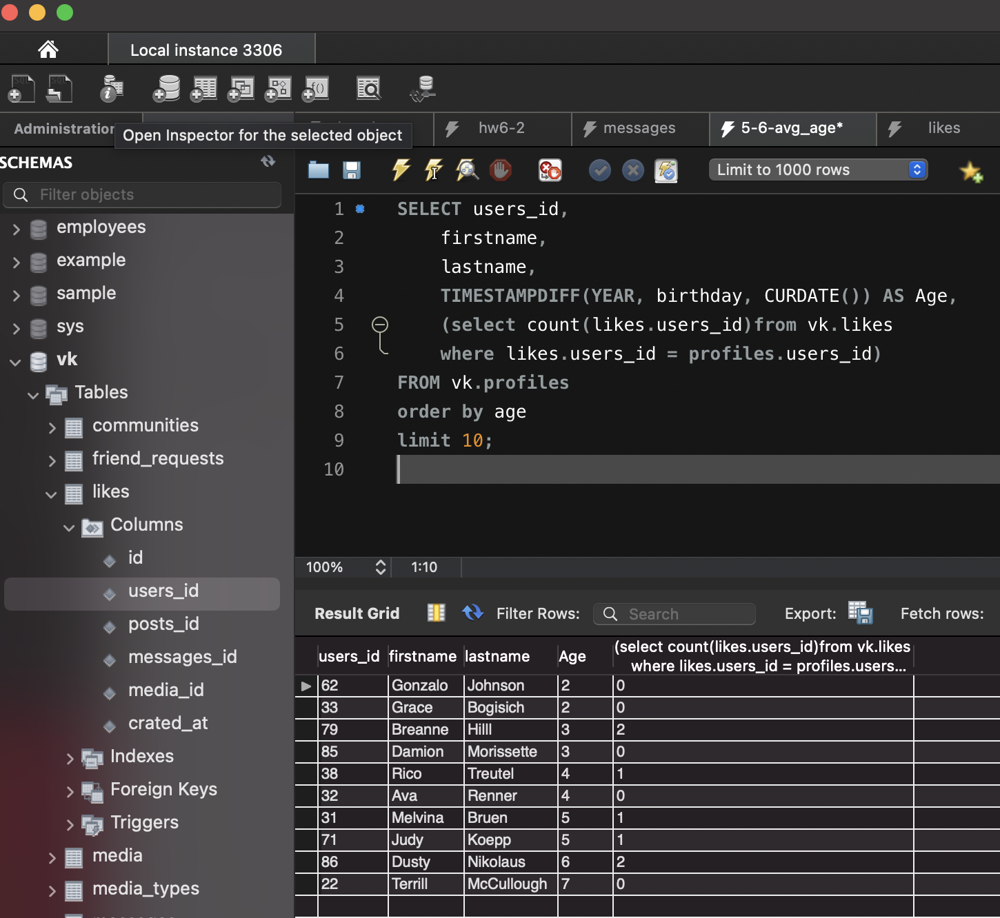 Local instance 3306
Administration
Open Inspector for the selected object
hw6-2
messages
5-6-avg_age*
likes
SCHEMAS
Filter objects
Limit to 1000 rows
employees
example
sample
sys
vk
Tables
communities
friend_requests
likes
Columns
id
users_id
posts_id
messages_id
media_id
crated_at
Indexes
Foreign Keys
Triggers
media
media_types
1 SELECT users_id,
2 firstname,
3 lastname,
4 TIMESTAMPDIFF(YEAR, birthday, CURDATE()) AS Age,
5 (select count(likes.users_id)from vk.likes
6 where likes.users_id = profiles.users_id)
7 FROM vk.profiles
8 order by age
9 limit 10;
10
100% 1:10
Result Grid Filter Rows: Search Export: Fetch rows:
users_id firstname lastname Age (select count(likes.users_id)from vk.likes
where likes.users_id = profiles.users...
62 Gonzalo Johnson 2 0
33 Grace Bogisich 2 0
79 Breanne Hilll 3 2
85 Damion Morissette 3 0
38 Rico Treutel 4 1
32 Ava Renner 4 0
31 Melvina Bruen 5 1
71 Judy Koepp 5 1
86 Dusty Nikolaus 6 2
22 Terrill McCullough 7 0